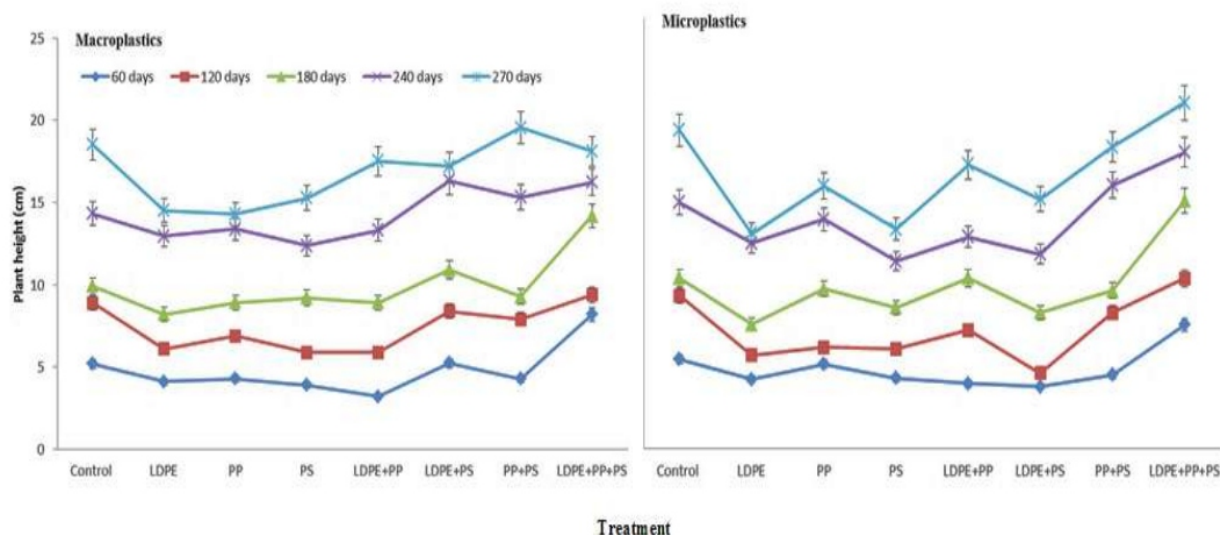 Macroplastics
Microplastics
60 days 120 days 180 days 240 days 270 days
Plant height (cm)
25
20
15
10
5
0
Control LDPE PP PS LDPE+PP LDPE+PS PP+PS LDPE+PP+PS
Control LDPE PP PS LDPE+PP LDPE+PS PP+PS LDPE+PP+PS
Treatment